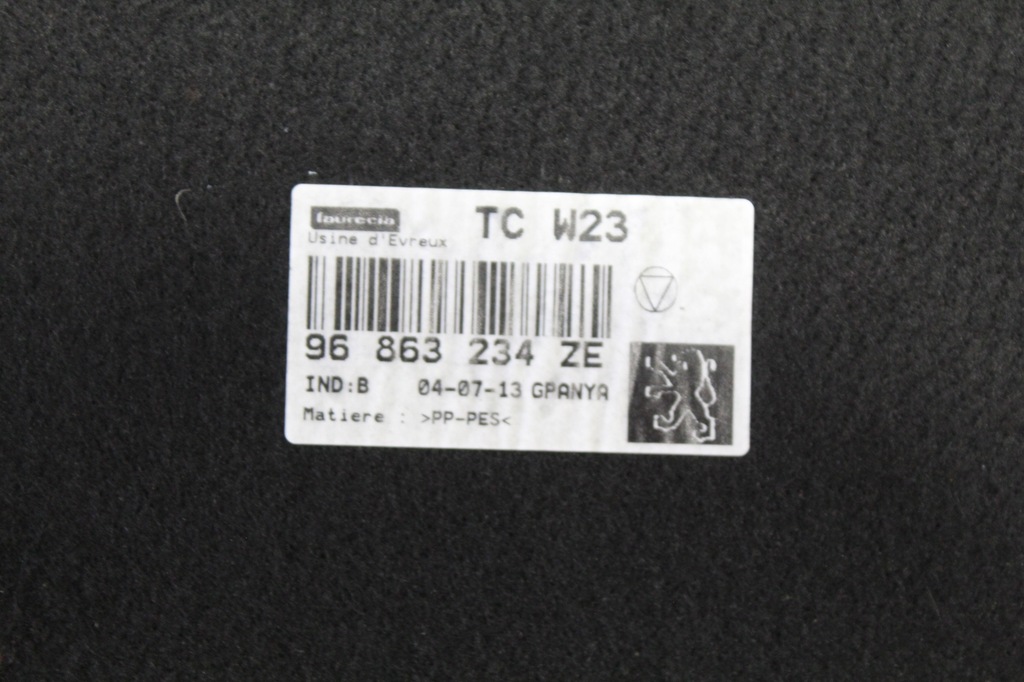 faurecia
Usine d'Evreux
TC W23
96 863 234 ZE
IND:B 04-07-13 GPANYA
Matiere : >PP-PES<